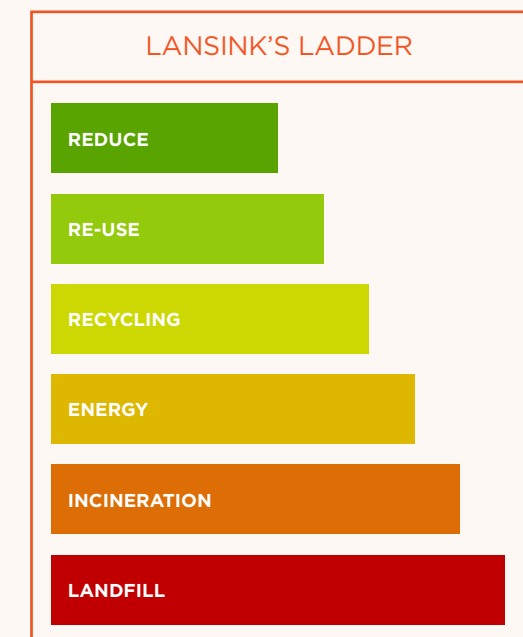 LANSINK'S LADDER
REDUCE
RE-USE
RECYCLING
ENERGY
INCINERATION
LANDFILL